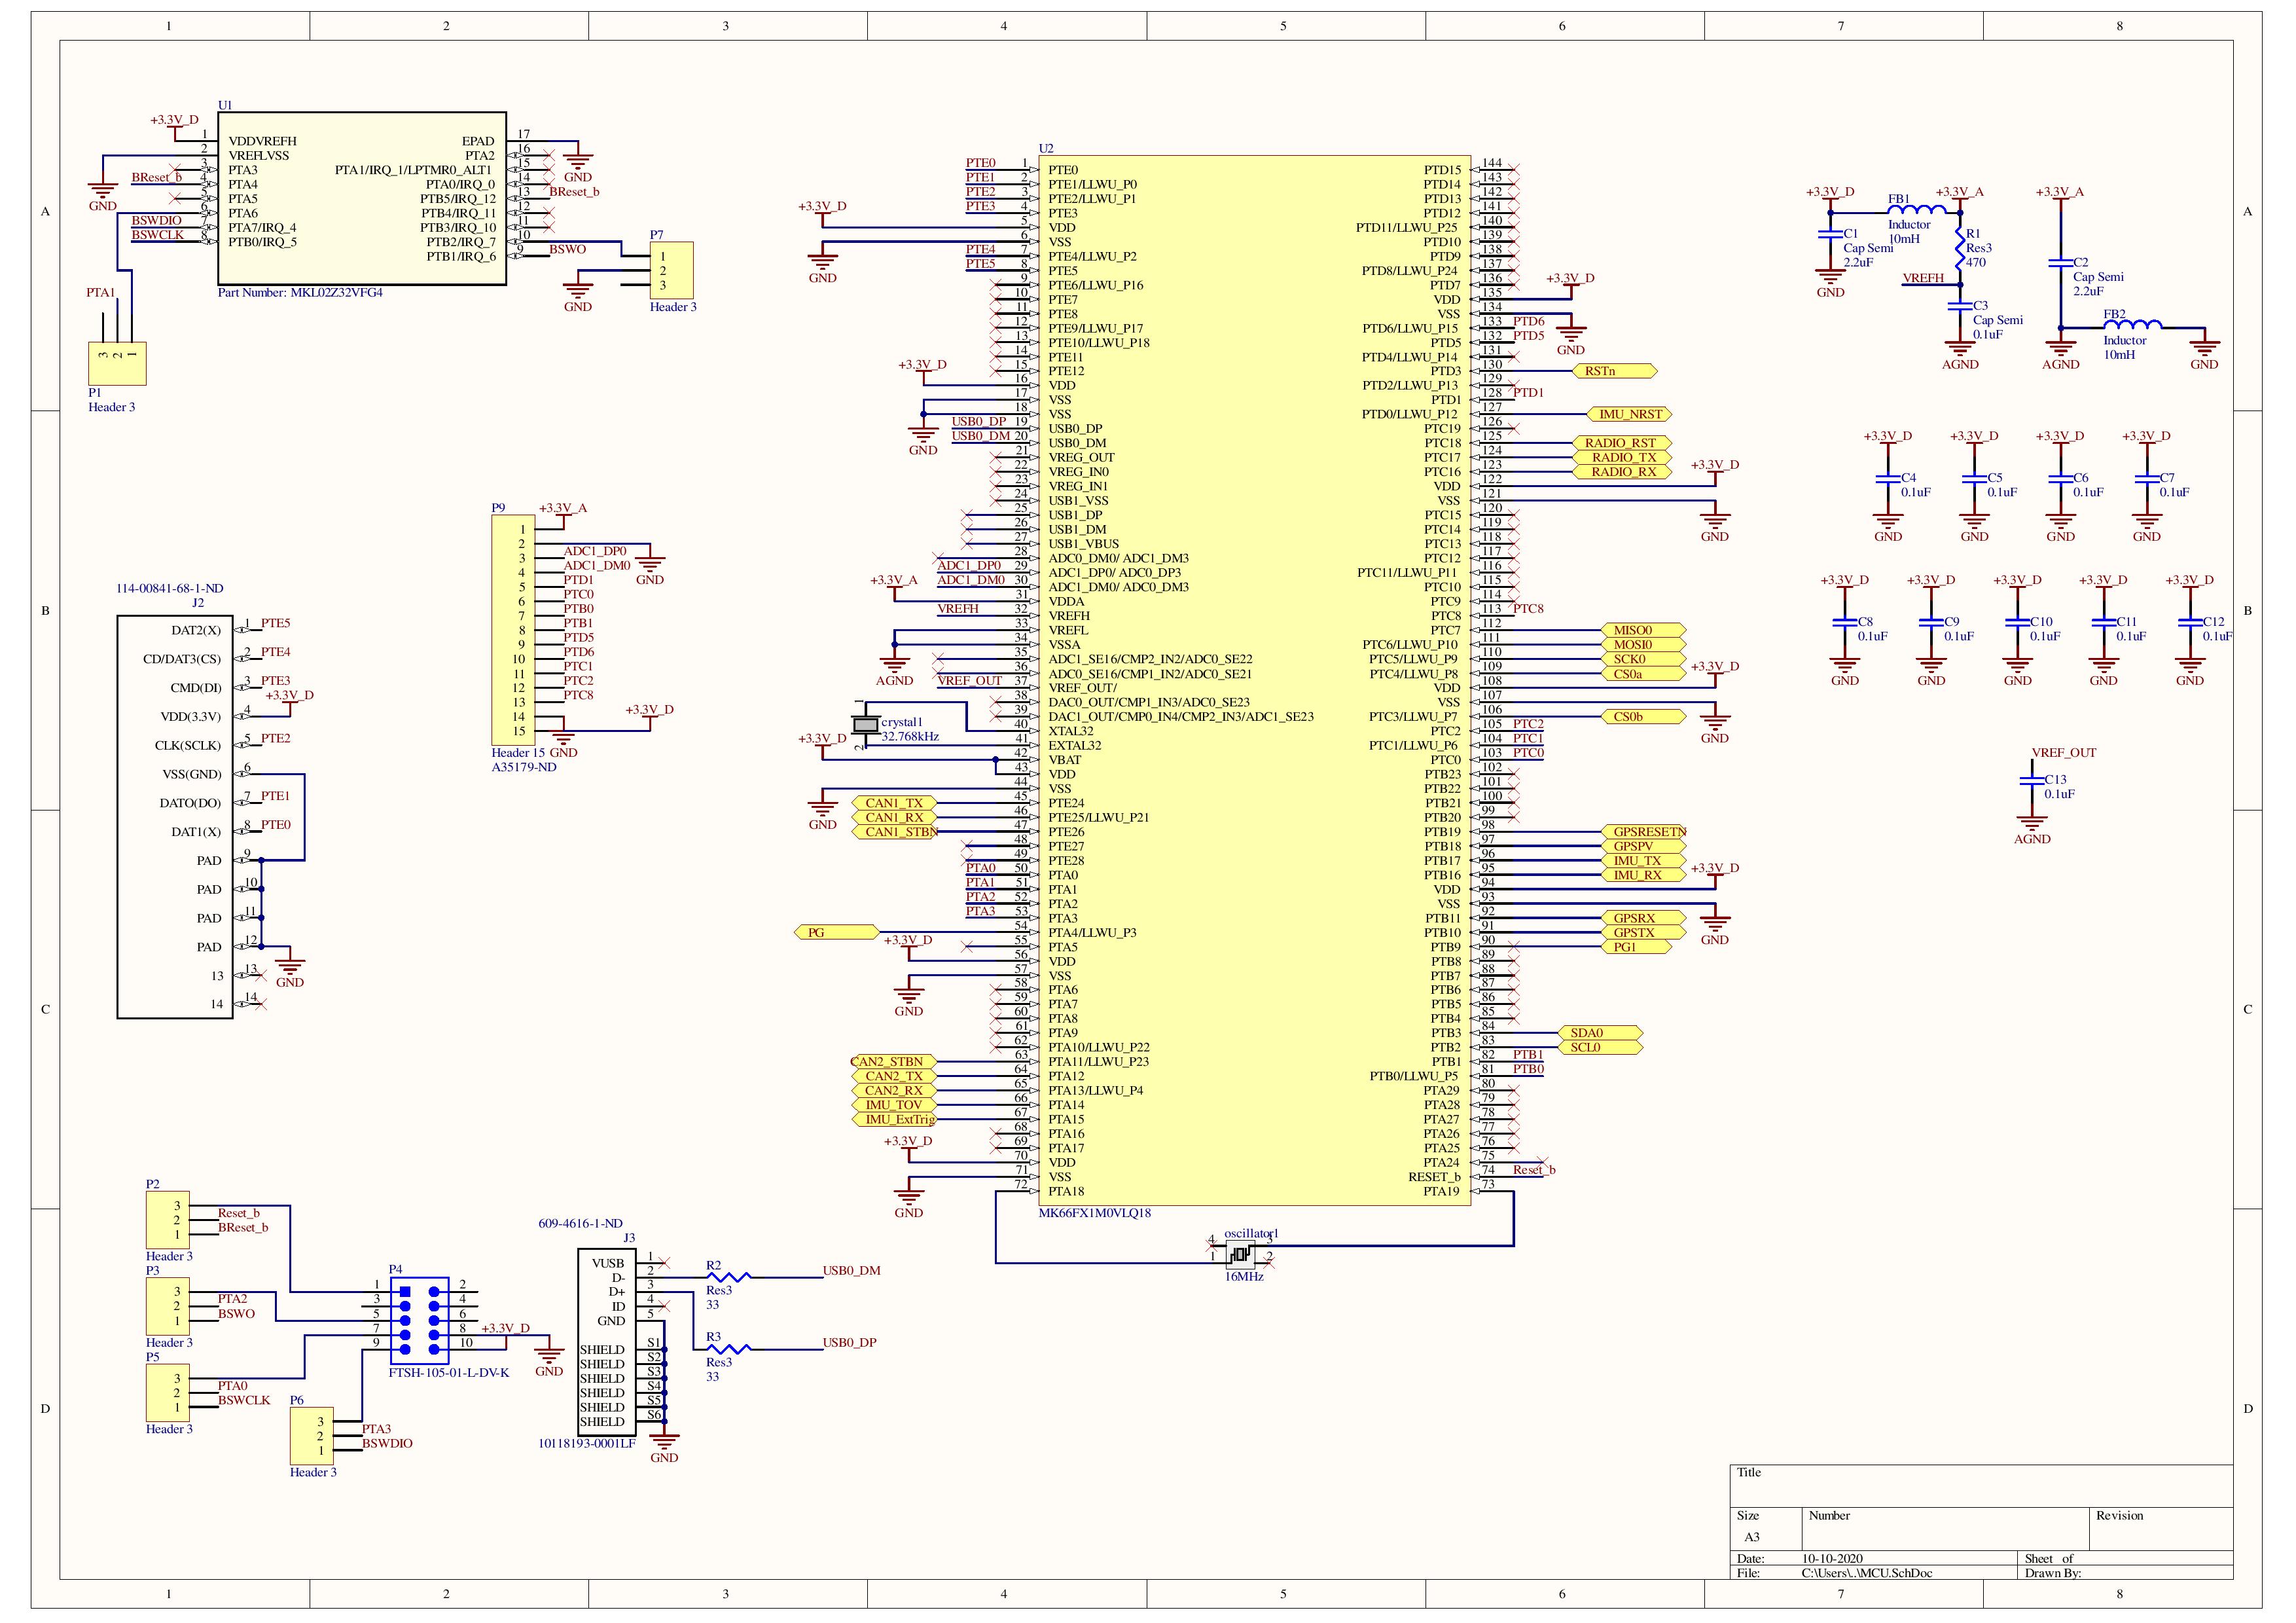 1 2 3 4 5 6 7 8
A
B
C
D
U1
+3.3V_D
1 VDDVREFH
2 VREFLVSS
3 PTA3
BReset_b 4 PTA4
5 PTA5
6 PTA6
BSWDIO 7 PTA7/IRQ_4
BSWCLK 8 PTB0/IRQ_5
GND
EPAD 17
PTA2 16
PTA1/IRQ_1/LPTMR0_ALT1 15
PTA0/IRQ_0 14
PTB5/IRQ_12 13 BReset_b
PTB4/IRQ_11 12
PTB3/IRQ_10 11
PTB2/IRQ_7 10
PTB1/IRQ_6 9 BSWO
GND
Part Number: MKL02Z32VFG4
P7
1
2
3
GND
Header 3
PTA1
3 2 1
P1
Header 3
P9
+3.3V_A
1
2
3 ADC1_DP0
4 ADC1_DM0
5 PTD1
6 PTC0
7 PTB0
8 PTB1
9 PTD5
10 PTD6
11 PTC1
12 PTC2
13 PTC8
14
15
GND
+3.3V_D
GND
Header 15
A35179-ND
114-00841-68-1-ND
J2
DAT2(X) 1 PTE5
CD/DAT3(CS) 2 PTE4
CMD(DI) 3 PTE3
VDD(3.3V) 4 +3.3V_D
CLK(SCLK) 5 PTE2
VSS(GND) 6
DATO(DO) 7 PTE1
DAT1(X) 8 PTE0
PAD 9
PAD 10
PAD 11
PAD 12
13 13
14 14
GND
P2
3
2 Reset_b
1 BReset_b
Header 3
P3
3
2 PTA2
1 BSWO
Header 3
P5
3
2 PTA0
1 BSWCLK
Header 3
P6
3
2 PTA3
1 BSWDIO
Header 3
P4
1 2
3 4
5 6
7 8
9 10
+3.3V_D
GND
FTSH-105-01-L-DV-K
609-4616-1-ND
J3
VUSB 1
D- 2
D+ 3
ID 4
GND 5
SHIELD S1
SHIELD S2
SHIELD S3
SHIELD S4
SHIELD S5
SHIELD S6
10118193-0001LF
GND
R2
Res3
33
USB0_DM
R3
Res3
33
USB0_DP
U2
PTE0 1 PTE0
PTE1 2 PTE1/LLWU_P0
PTE2 3 PTE2/LLWU_P1
PTE3 4 PTE3
+3.3V_D 5 VDD
GND 6 VSS
PTE4 7 PTE4/LLWU_P2
PTE5 8 PTE5
9 PTE6/LLWU_P16
10 PTE7
11 PTE8
12 PTE9/LLWU_P17
13 PTE10/LLWU_P18
14 PTE11
15 PTE12
+3.3V_D 16 VDD
17 VSS
GND 18 VSS
USB0_DP 19 USB0_DP
USB0_DM 20 USB0_DM
21 VREG_OUT
22 VREG_IN0
23 VREG_IN1
24 USB1_VSS
25 USB1_DP
26 USB1_DM
27 USB1_VBUS
28 ADC0_DM0/ ADC1_DM3
ADC1_DP0 29 ADC1_DP0/ ADC0_DP3
ADC1_DM0 30 ADC1_DM0/ ADC0_DM3
+3.3V_A 31 VDDA
VREFH 32 VREFH
33 VREFL
AGND 34 VSSA
35 ADC1_SE16/CMP2_IN2/ADC0_SE22
36 ADC0_SE16/CMP1_IN2/ADC0_SE21
VREF_OUT 37 VREF_OUT/
38 DAC0_OUT/CMP1_IN3/ADC0_SE23
39 DAC1_OUT/CMP0_IN4/CMP2_IN3/ADC1_SE23
40 XTAL32
41 EXTAL32
1 2
crystal1
32.768kHz
+3.3V_D 42 VBAT
43 VDD
GND 44 VSS
CAN1_TX 45 PTE24
CAN1_RX 46 PTE25/LLWU_P21
CAN1_STBN 47 PTE26
48 PTE27
49 PTE28
PTA0 50 PTA0
PTA1 51 PTA1
PTA2 52 PTA2
PTA3 53 PTA3
PG 54 PTA4/LLWU_P3
55 PTA5
+3.3V_D 56 VDD
GND 57 VSS
58 PTA6
59 PTA7
60 PTA8
61 PTA9
62 PTA10/LLWU_P22
CAN2_STBN 63 PTA11/LLWU_P23
CAN2_TX 64 PTA12
CAN2_RX 65 PTA13/LLWU_P4
IMU_TOV 66 PTA14
IMU_ExtTrig 67 PTA15
68 PTA16
69 PTA17
+3.3V_D 70 VDD
GND 71 VSS
72 PTA18
MK66FX1M0VLQ18
PTD15 144
PTD14 143
PTD13 142
PTD12 141
PTD11/LLWU_P25 140
PTD10 139
PTD9 138
PTD8/LLWU_P24 137
PTD7 136
VDD 135 +3.3V_D
VSS 134 GND
PTD6/LLWU_P15 133 PTD6
PTD5 132 PTD5
PTD4/LLWU_P14 131
PTD3 130 RSTn
PTD2/LLWU_P13 129
PTD1 128 PTD1
PTD0/LLWU_P12 127 IMU_NRST
PTC19 126
PTC18 125 RADIO_RST
PTC17 124 RADIO_TX
PTC16 123 RADIO_RX
VDD 122 +3.3V_D
VSS 121 GND
PTC15 120
PTC14 119
PTC13 118
PTC12 117
PTC11/LLWU_P11 116
PTC10 115
PTC9 114
PTC8 113 PTC8
PTC7 112 MISO0
PTC6/LLWU_P10 111 MOSI0
PTC5/LLWU_P9 110 SCK0
PTC4/LLWU_P8 109 CS0a
VDD 108 +3.3V_D
VSS 107 GND
PTC3/LLWU_P7 106 CS0b
PTC2 105 PTC2
PTC1/LLWU_P6 104 PTC1
PTC0 103 PTC0
PTB23 102
PTB22 101
PTB21 100
PTB20 99
PTB19 98 GPSRESETN
PTB18 97 GPSPV
PTB17 96 IMU_TX
PTB16 95 IMU_RX
VDD 94 +3.3V_D
VSS 93 GND
PTB11 92 GPSRX
PTB10 91 GPSTX
PTB9 90 PG1
PTB8 89
PTB7 88
PTB6 87
PTB5 86
PTB4 85
PTB3 84 SDA0
PTB2 83 SCL0
PTB1 82 PTB1
PTB0/LLWU_P5 81 PTB0
PTA29 80
PTA28 79
PTA27 78
PTA26 77
PTA25 76
PTA24 75
RESET_b 74 Reset_b
PTA19 73
oscillator1
4 3
1 2
16MHz
+3.3V_D
C1
Cap Semi
2.2uF
GND
FB1
Inductor
10mH
+3.3V_A
R1
Res3
470
VREFH
C3
Cap Semi
0.1uF
AGND
+3.3V_A
C2
Cap Semi
2.2uF
AGND
FB2
Inductor
10mH
GND
+3.3V_D +3.3V_D +3.3V_D +3.3V_D
C4 C5 C6 C7
0.1uF 0.1uF 0.1uF 0.1uF
GND GND GND GND
+3.3V_D +3.3V_D +3.3V_D +3.3V_D +3.3V_D
C8 C9 C10 C11 C12
0.1uF 0.1uF 0.1uF 0.1uF 0.1uF
GND GND GND GND GND
VREF_OUT
C13
0.1uF
AGND
Title
Size Number Revision
A3
Date: 10-10-2020 Sheet of
File: C:\Users\..\MCU.SchDoc Drawn By:
A
B
C
D
1 2 3 4 5 6 7 8